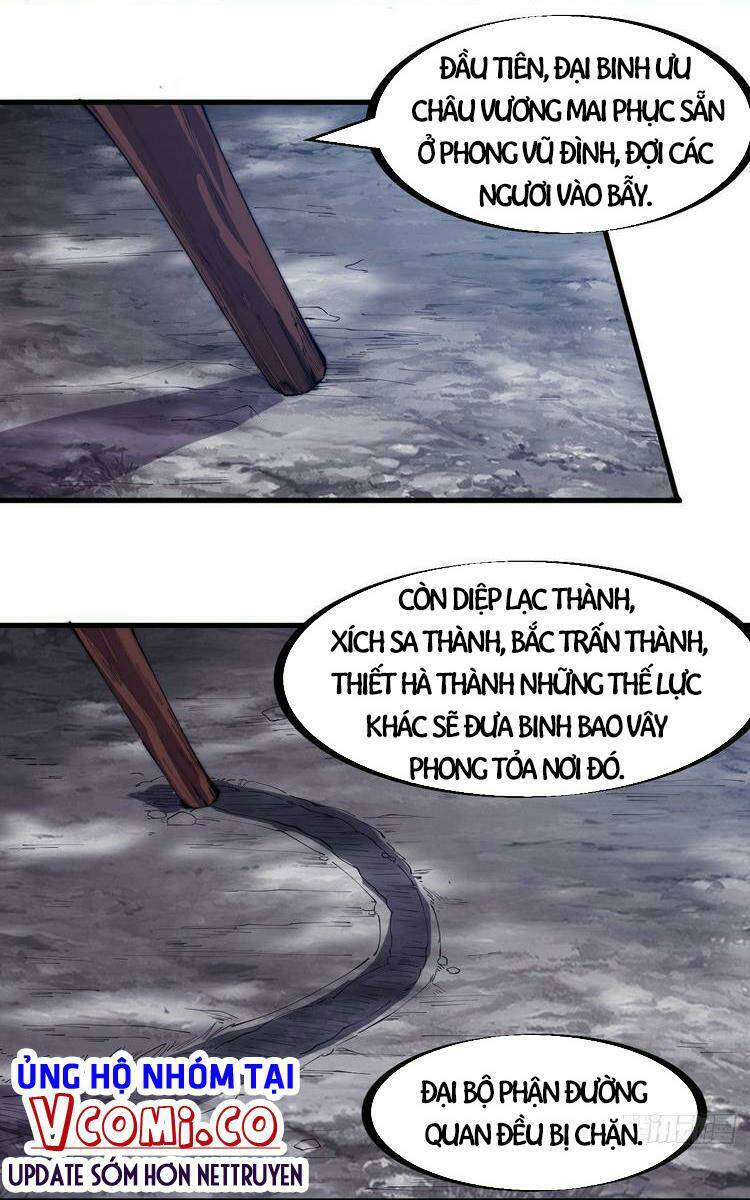 ĐẦU TIÊN, ĐẠI BINH ƯU
CHÂU VƯƠNG MAI PHỤC SẴN
Ở PHONG VŨ ĐÌNH, ĐỢI CÁC
NGƯƠI VÀO BẪY.
CÒN DIỆP LẠC THÀNH,
XÍCH SA THÀNH, BẮC TRẤN THÀNH,
THIẾT HÀ THÀNH NHỮNG THẾ LỰC
KHÁC SẼ ĐƯA BINH BAO VÂY
PHONG TỎA NƠI ĐÓ.
ĐẠI BỘ PHẬN ĐƯỜNG
QUAN ĐỀU BỊ CHẶN.
ỦNG HỘ NHÓM TẠI
VCOMI.CO
UPDATE SỚM HƠN NETTRUYEN